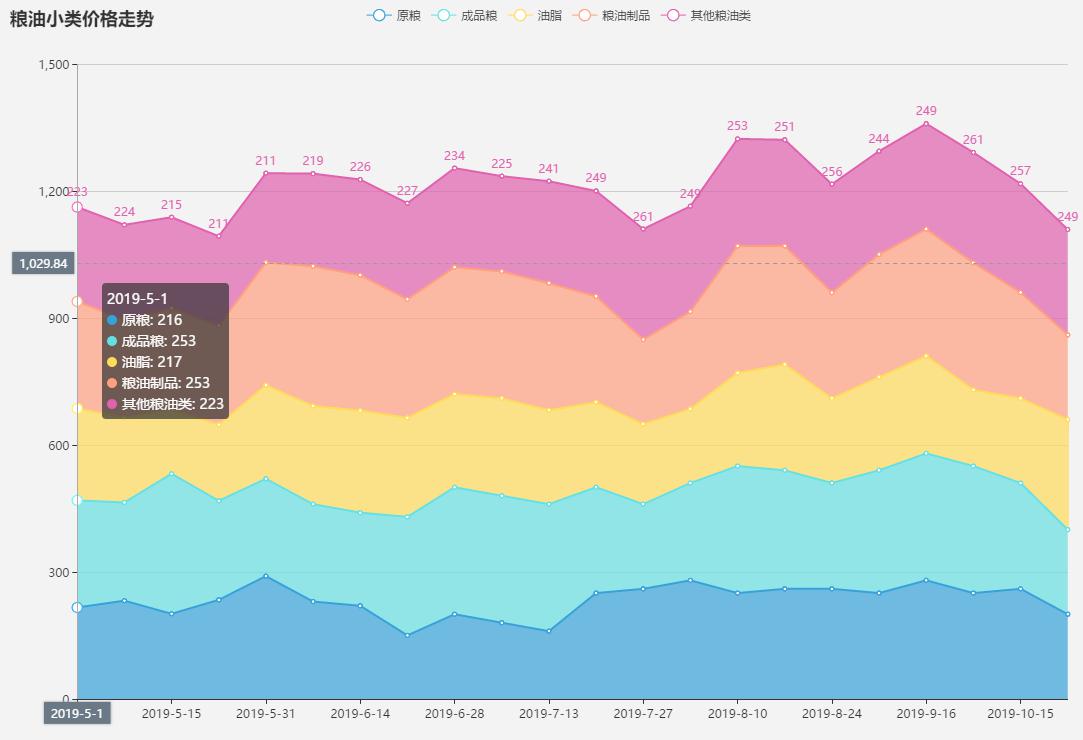 粮油小类价格走势
原粮 成品粮 油脂 粮油制品 其他粮油类
1,500
249
253 251 244 261
234 256 257
211 219 226 225 241 249
1,200 223 227 261 249 249
224 215 211
1,029.84
2019-5-1
原粮: 216
成品粮: 253
油脂: 217
粮油制品: 253
其他粮油类: 223
900
600
300
0
2019-5-1 2019-5-15 2019-5-31 2019-6-14 2019-6-28 2019-7-13 2019-7-27 2019-8-10 2019-8-24 2019-9-16 2019-10-15